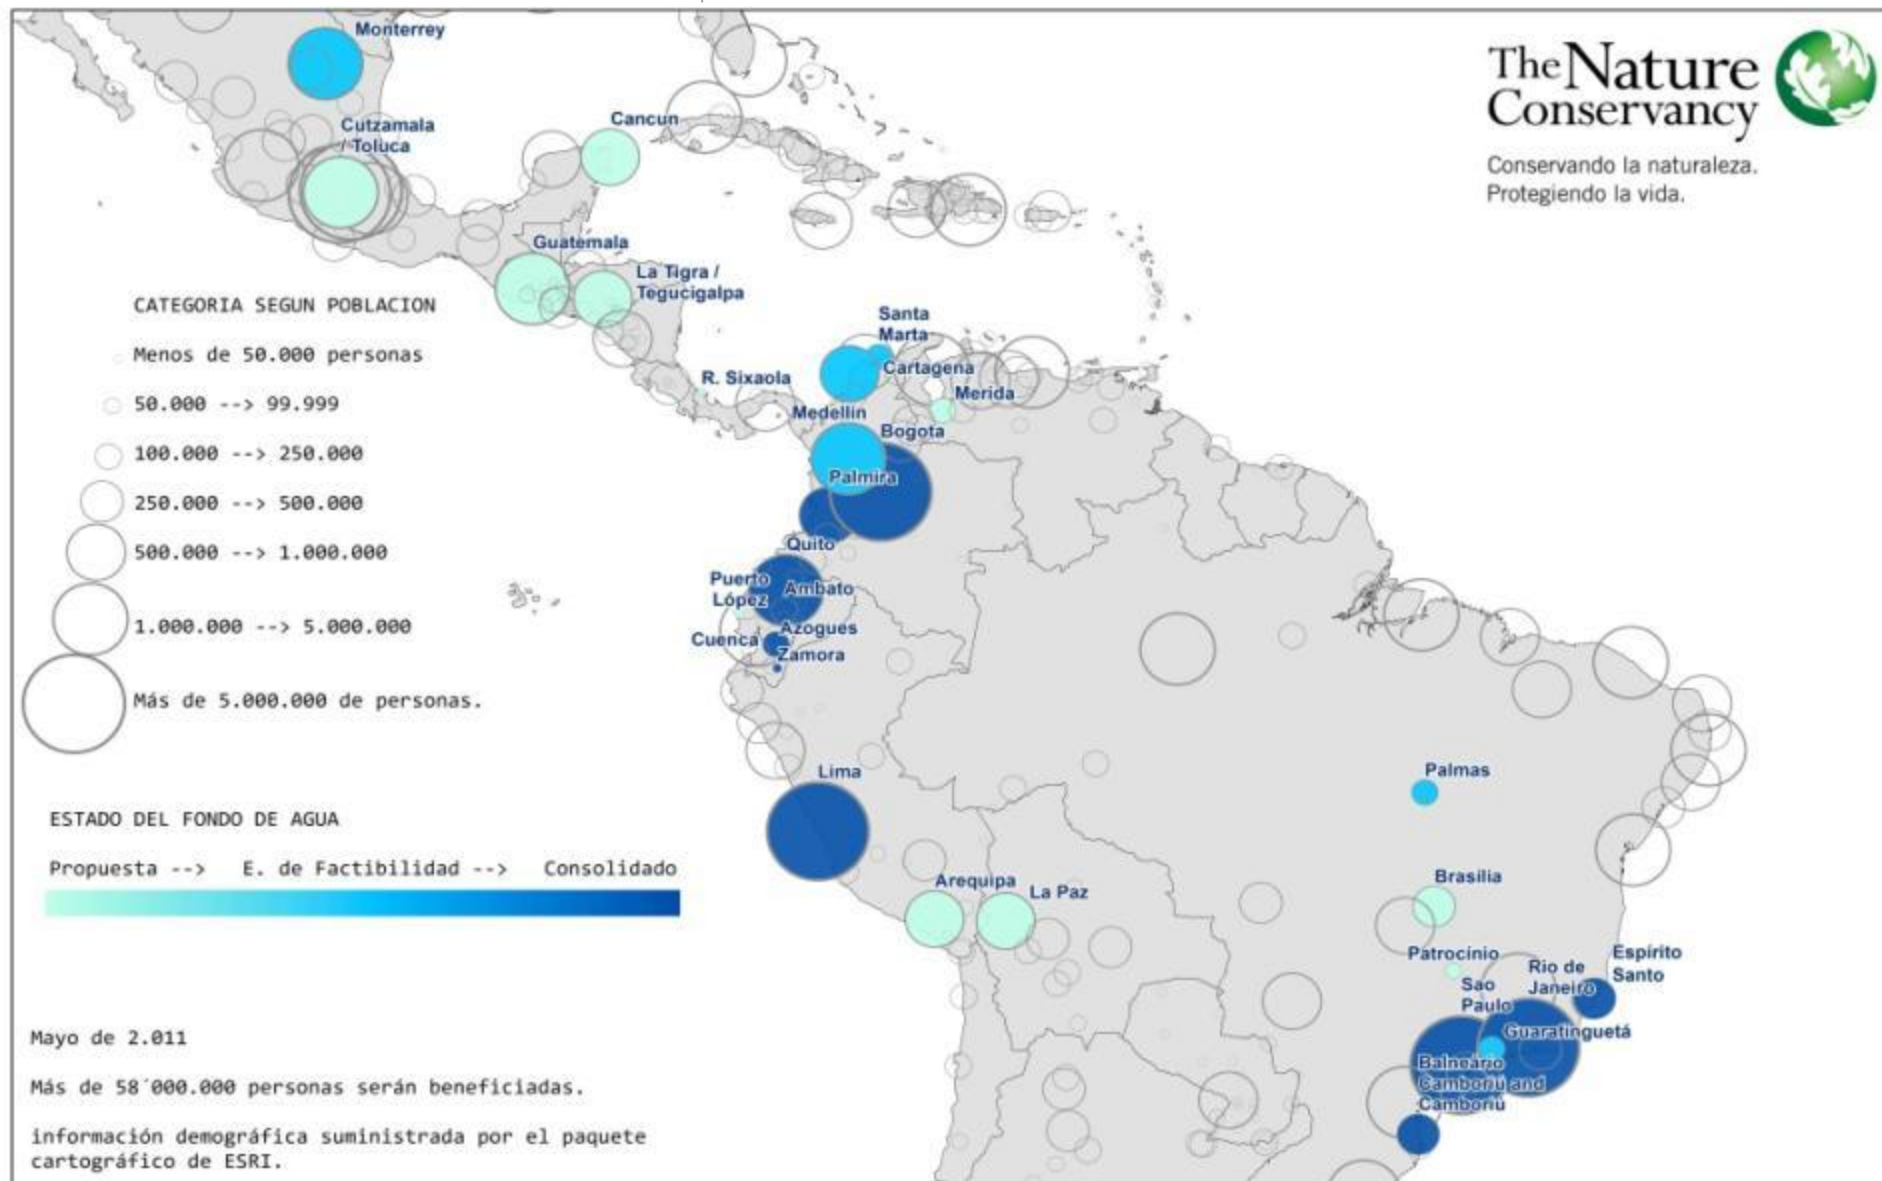 The Nature
Conservancy
Conservando la naturaleza.
Protegiendo la vida.
Monterrey
Cutzamala
/ Toluca
Cancun
Guatemala
La Tigra /
Tegucigalpa
Santa
Marta
Cartagena
R. Sixaola
Merida
Medellin
Bogota
Palmira
Quito
Puerto
López
Ambato
Azogues
Cuenca
Zamora
Lima
Arequipa
La Paz
Palmas
Brasília
Patrocínio
Espírito
Santo
Rio de
Janeiro
Sao
Paulo
Guaratinguetá
Balneário
Camboriú and
Camboriú
CATEGORIA SEGUN POBLACION
Menos de 50.000 personas
50.000 --> 99.999
100.000 --> 250.000
250.000 --> 500.000
500.000 --> 1.000.000
1.000.000 --> 5.000.000
Más de 5.000.000 de personas.
ESTADO DEL FONDO DE AGUA
Propuesta --> E. de Factibilidad --> Consolidado
Mayo de 2.011
Más de 58´000.000 personas serán beneficiadas.
información demográfica suministrada por el paquete
cartográfico de ESRI.